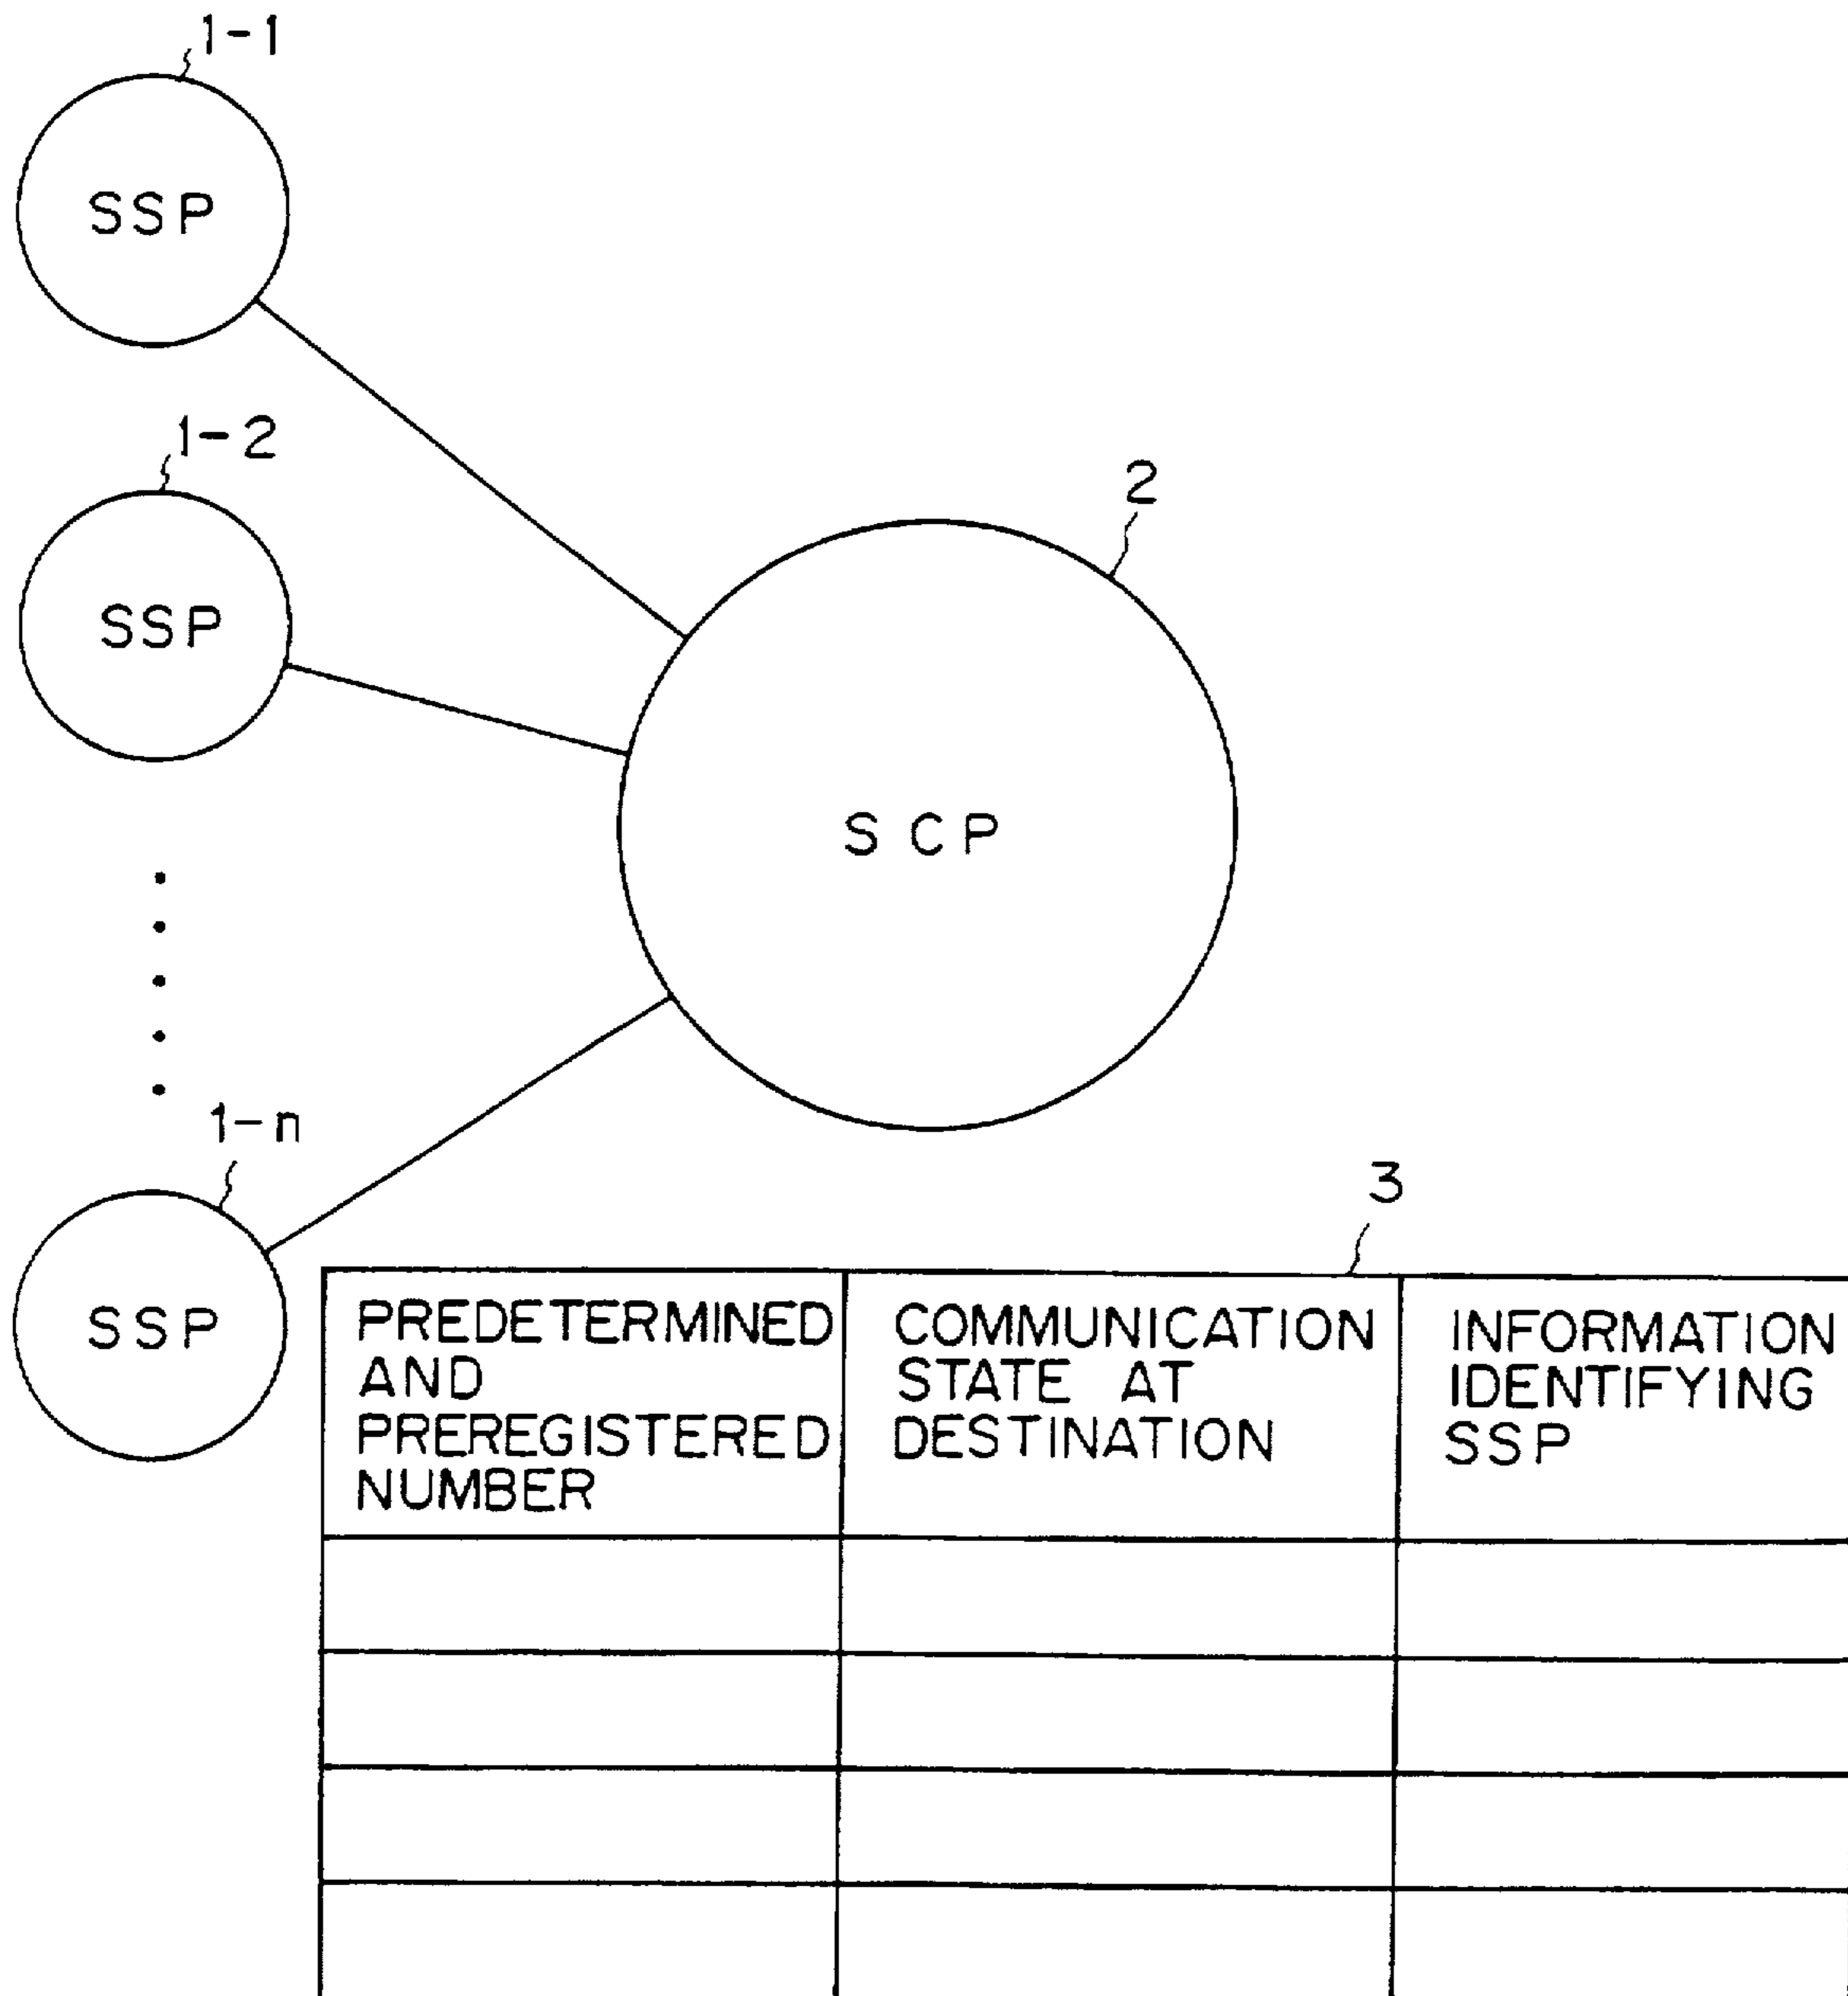 1-1
SSP
1-2
SSP
2
SCP
1-n
SSP
3
PREDETERMINED
AND
PREREGISTERED
NUMBER
COMMUNICATION
STATE AT
DESTINATION
INFORMATION
IDENTIFYING
SSP